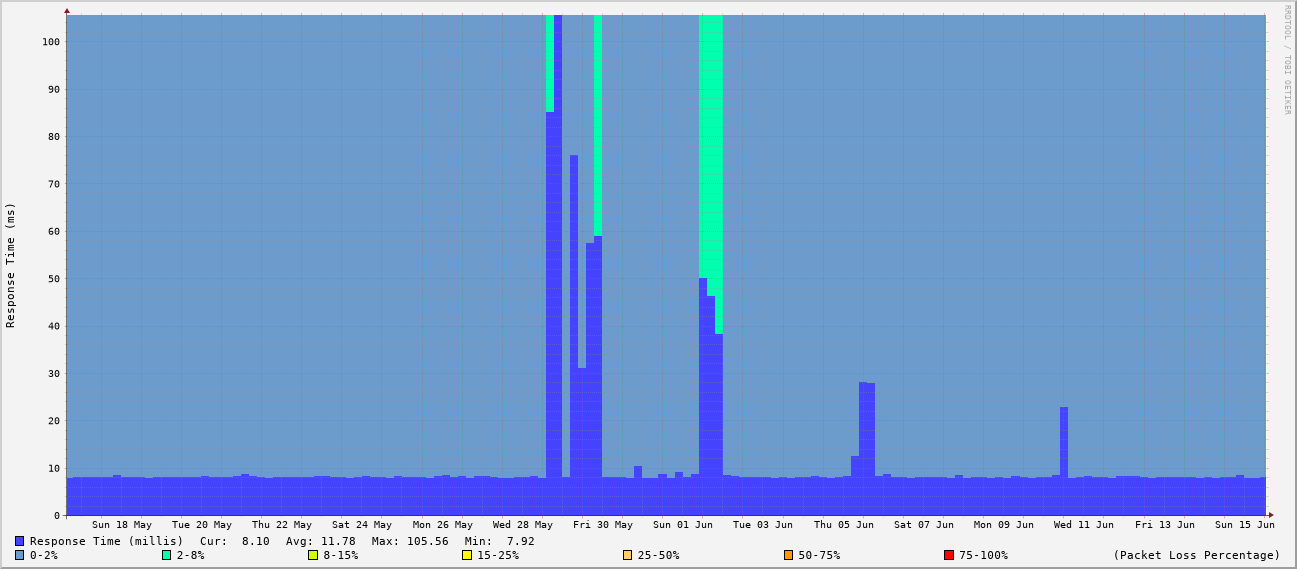 RRDTOOL / TOBI OETIKER
Response Time (ms)
100
90
80
70
60
50
40
30
20
10
0
Sun 18 May Tue 20 May Thu 22 May Sat 24 May Mon 26 May Wed 28 May Fri 30 May Sun 01 Jun Tue 03 Jun Thu 05 Jun Sat 07 Jun Mon 09 Jun Wed 11 Jun Fri 13 Jun Sun 15 Jun
Response Time (millis) Cur: 8.10 Avg: 11.78 Max: 105.56 Min: 7.92
0-2% 2-8% 8-15% 15-25% 25-50% 50-75% 75-100% (Packet Loss Percentage)